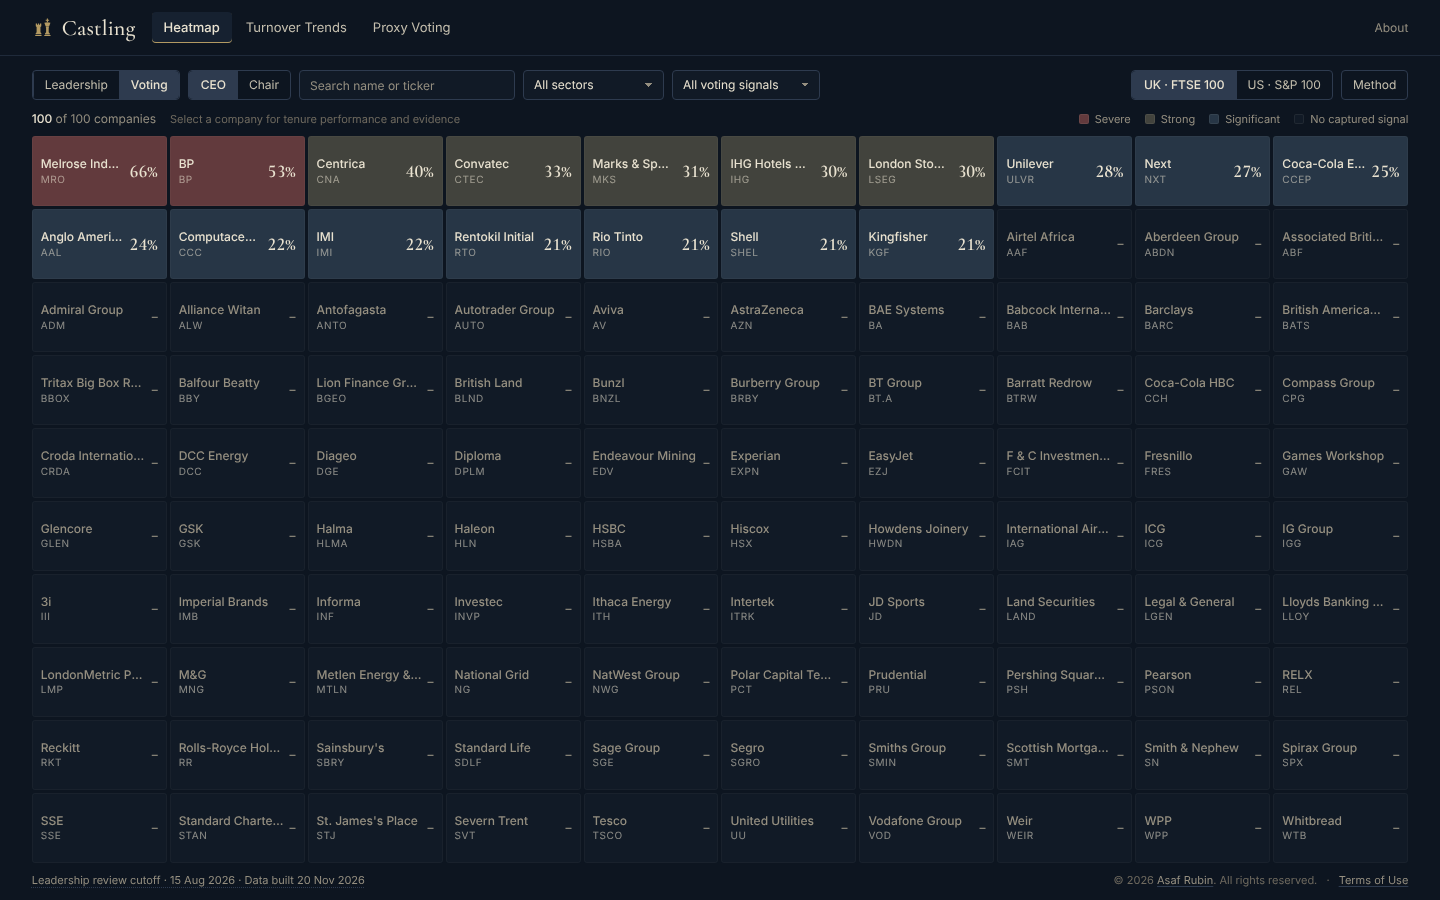 Castling Heatmap Turnover Trends Proxy Voting About
Leadership Voting CEO Chair Search name or ticker All sectors All voting signals UK · FTSE 100 US · S&P 100 Method
100 of 100 companies Select a company for tenure performance and evidence Severe Strong Significant No captured signal
Melrose Ind... 66% BP 53% Centrica 40% Convatec 33% Marks & Sp... 31% IHG Hotels ... 30% London Sto... 30% Unilever 28% Next 27% Coca-Cola E... 25%
MRO BP CNA CTEC MKS IHG LSEG ULVR NXT CCEP
Anglo Ameri... 24% Computace... 22% IMI 22% Rentokil Initial 21% Rio Tinto 21% Shell 21% Kingfisher 21% Airtel Africa – Aberdeen Group – Associated Briti... –
AAL CCC IMI RTO RIO SHEL KGF AAF ABDN ABF
Admiral Group – Alliance Witan – Antofagasta – Autotrader Group – Aviva – AstraZeneca – BAE Systems – Babcock Interna... – Barclays – British America... –
ADM ALW ANTO AUTO AV AZN BA BAB BARC BATS
Tritax Big Box R... – Balfour Beatty – Lion Finance Gr... – British Land – Bunzl – Burberry Group – BT Group – Barratt Redrow – Coca-Cola HBC – Compass Group –
BBOX BBY BGEO BLND BNZL BRBY BT.A BTRW CCH CPG
Croda Internatio... – DCC Energy – Diageo – Diploma – Endeavour Mining – Experian – EasyJet – F & C Investmen... – Fresnillo – Games Workshop –
CRDA DCC DGE DPLM EDV EXPN EZJ FCIT FRES GAW
Glencore – GSK – Halma – Haleon – HSBC – Hiscox – Howdens Joinery – International Air... – ICG – IG Group –
GLEN GSK HLMA HLN HSBA HSX HWDN IAG ICG IGG
3i – Imperial Brands – Informa – Investec – Ithaca Energy – Intertek – JD Sports – Land Securities – Legal & General – Lloyds Banking ... –
III IMB INF INVP ITH ITRK JD LAND LGEN LLOY
LondonMetric P... – M&G – Metlen Energy &... – National Grid – NatWest Group – Polar Capital Te... – Prudential – Pershing Squar... – Pearson – RELX –
LMP MNG MTLN NG NWG PCT PRU PSH PSON REL
Reckitt – Rolls-Royce Hol... – Sainsbury's – Standard Life – Sage Group – Segro – Smiths Group – Scottish Mortga... – Smith & Nephew – Spirax Group –
RKT RR SBRY SDLF SGE SGRO SMIN SMT SN SPX
SSE – Standard Charte... – St. James's Place – Severn Trent – Tesco – United Utilities – Vodafone Group – Weir – WPP – Whitbread –
SSE STAN STJ SVT TSCO UU VOD WEIR WPP WTB
Leadership review cutoff · 15 Aug 2026 · Data built 20 Nov 2026 © 2026 Asaf Rubin. All rights reserved. · Terms of Use